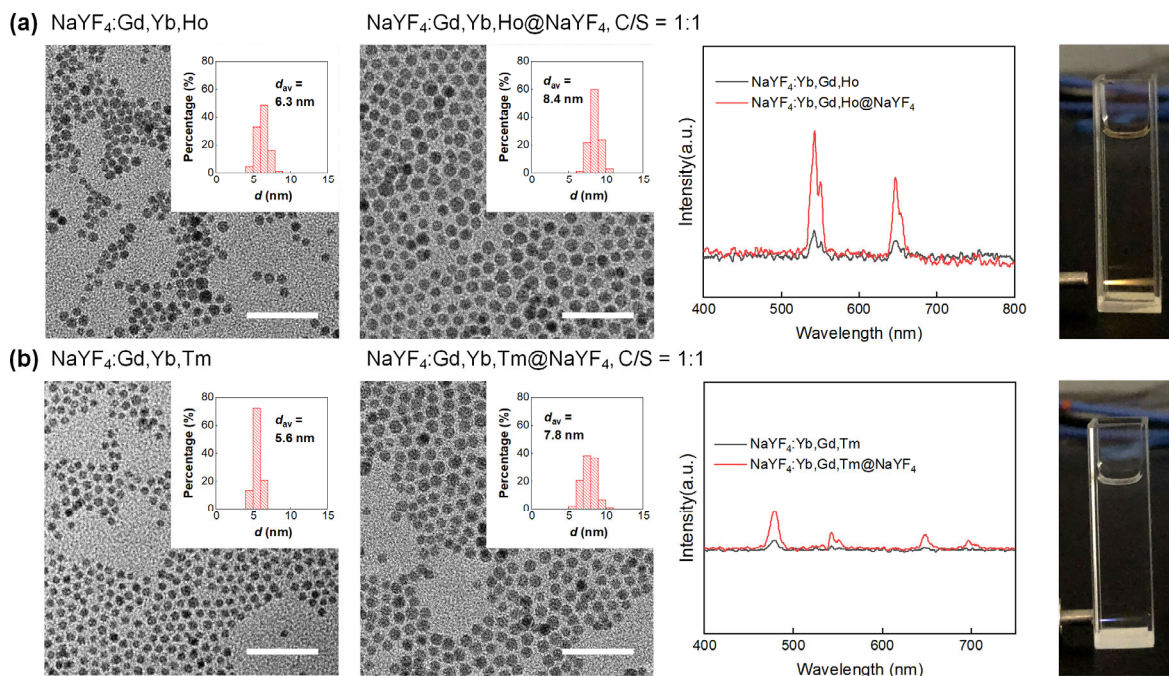 (a) NaYF₄:Gd,Yb,Ho
NaYF₄:Gd,Yb,Ho@NaYF₄, C/S = 1:1
80
60
40
20
0
Percentage (%)
dav =
6.3 nm
0 5 10 15
d (nm)
80
60
40
20
0
Percentage (%)
dav =
8.4 nm
0 5 10 15
d (nm)
Intensity(a.u.)
NaYF₄:Yb,Gd,Ho
NaYF₄:Yb,Gd,Ho@NaYF₄
400 500 600 700 800
Wavelength (nm)
(b) NaYF₄:Gd,Yb,Tm
NaYF₄:Gd,Yb,Tm@NaYF₄, C/S = 1:1
80
60
40
20
0
Percentage (%)
dav =
5.6 nm
0 5 10 15
d (nm)
80
60
40
20
0
Percentage (%)
dav =
7.8 nm
0 5 10 15
d (nm)
Intensity(a.u.)
NaYF₄:Yb,Gd,Tm
NaYF₄:Yb,Gd,Tm@NaYF₄
400 500 600 700
Wavelength (nm)